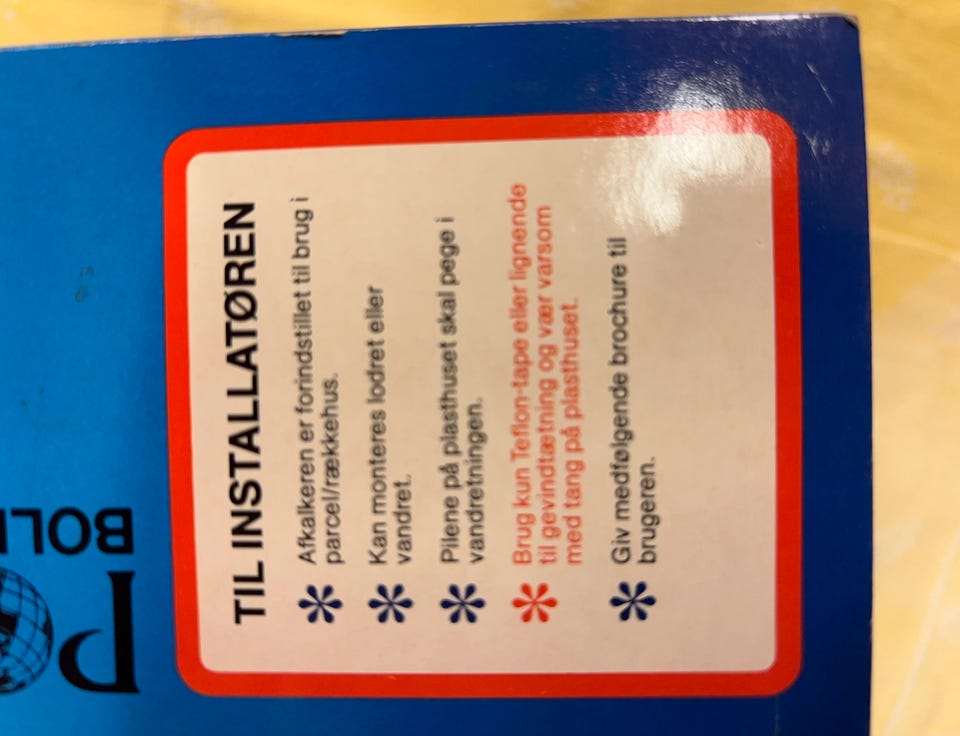 TIL INSTALLATØREN
* Afkalkeren er forindstillet til brug i
parcel/rækkehus.
* Kan monteres lodret eller
vandret.
* Pilene på plasthuset skal pege i
vandretningen.
* Brug kun Teflon-tape eller lignende
til gevindtætning og vær varsom
med tang på plasthuset.
* Giv medfølgende brochure til
brugeren.